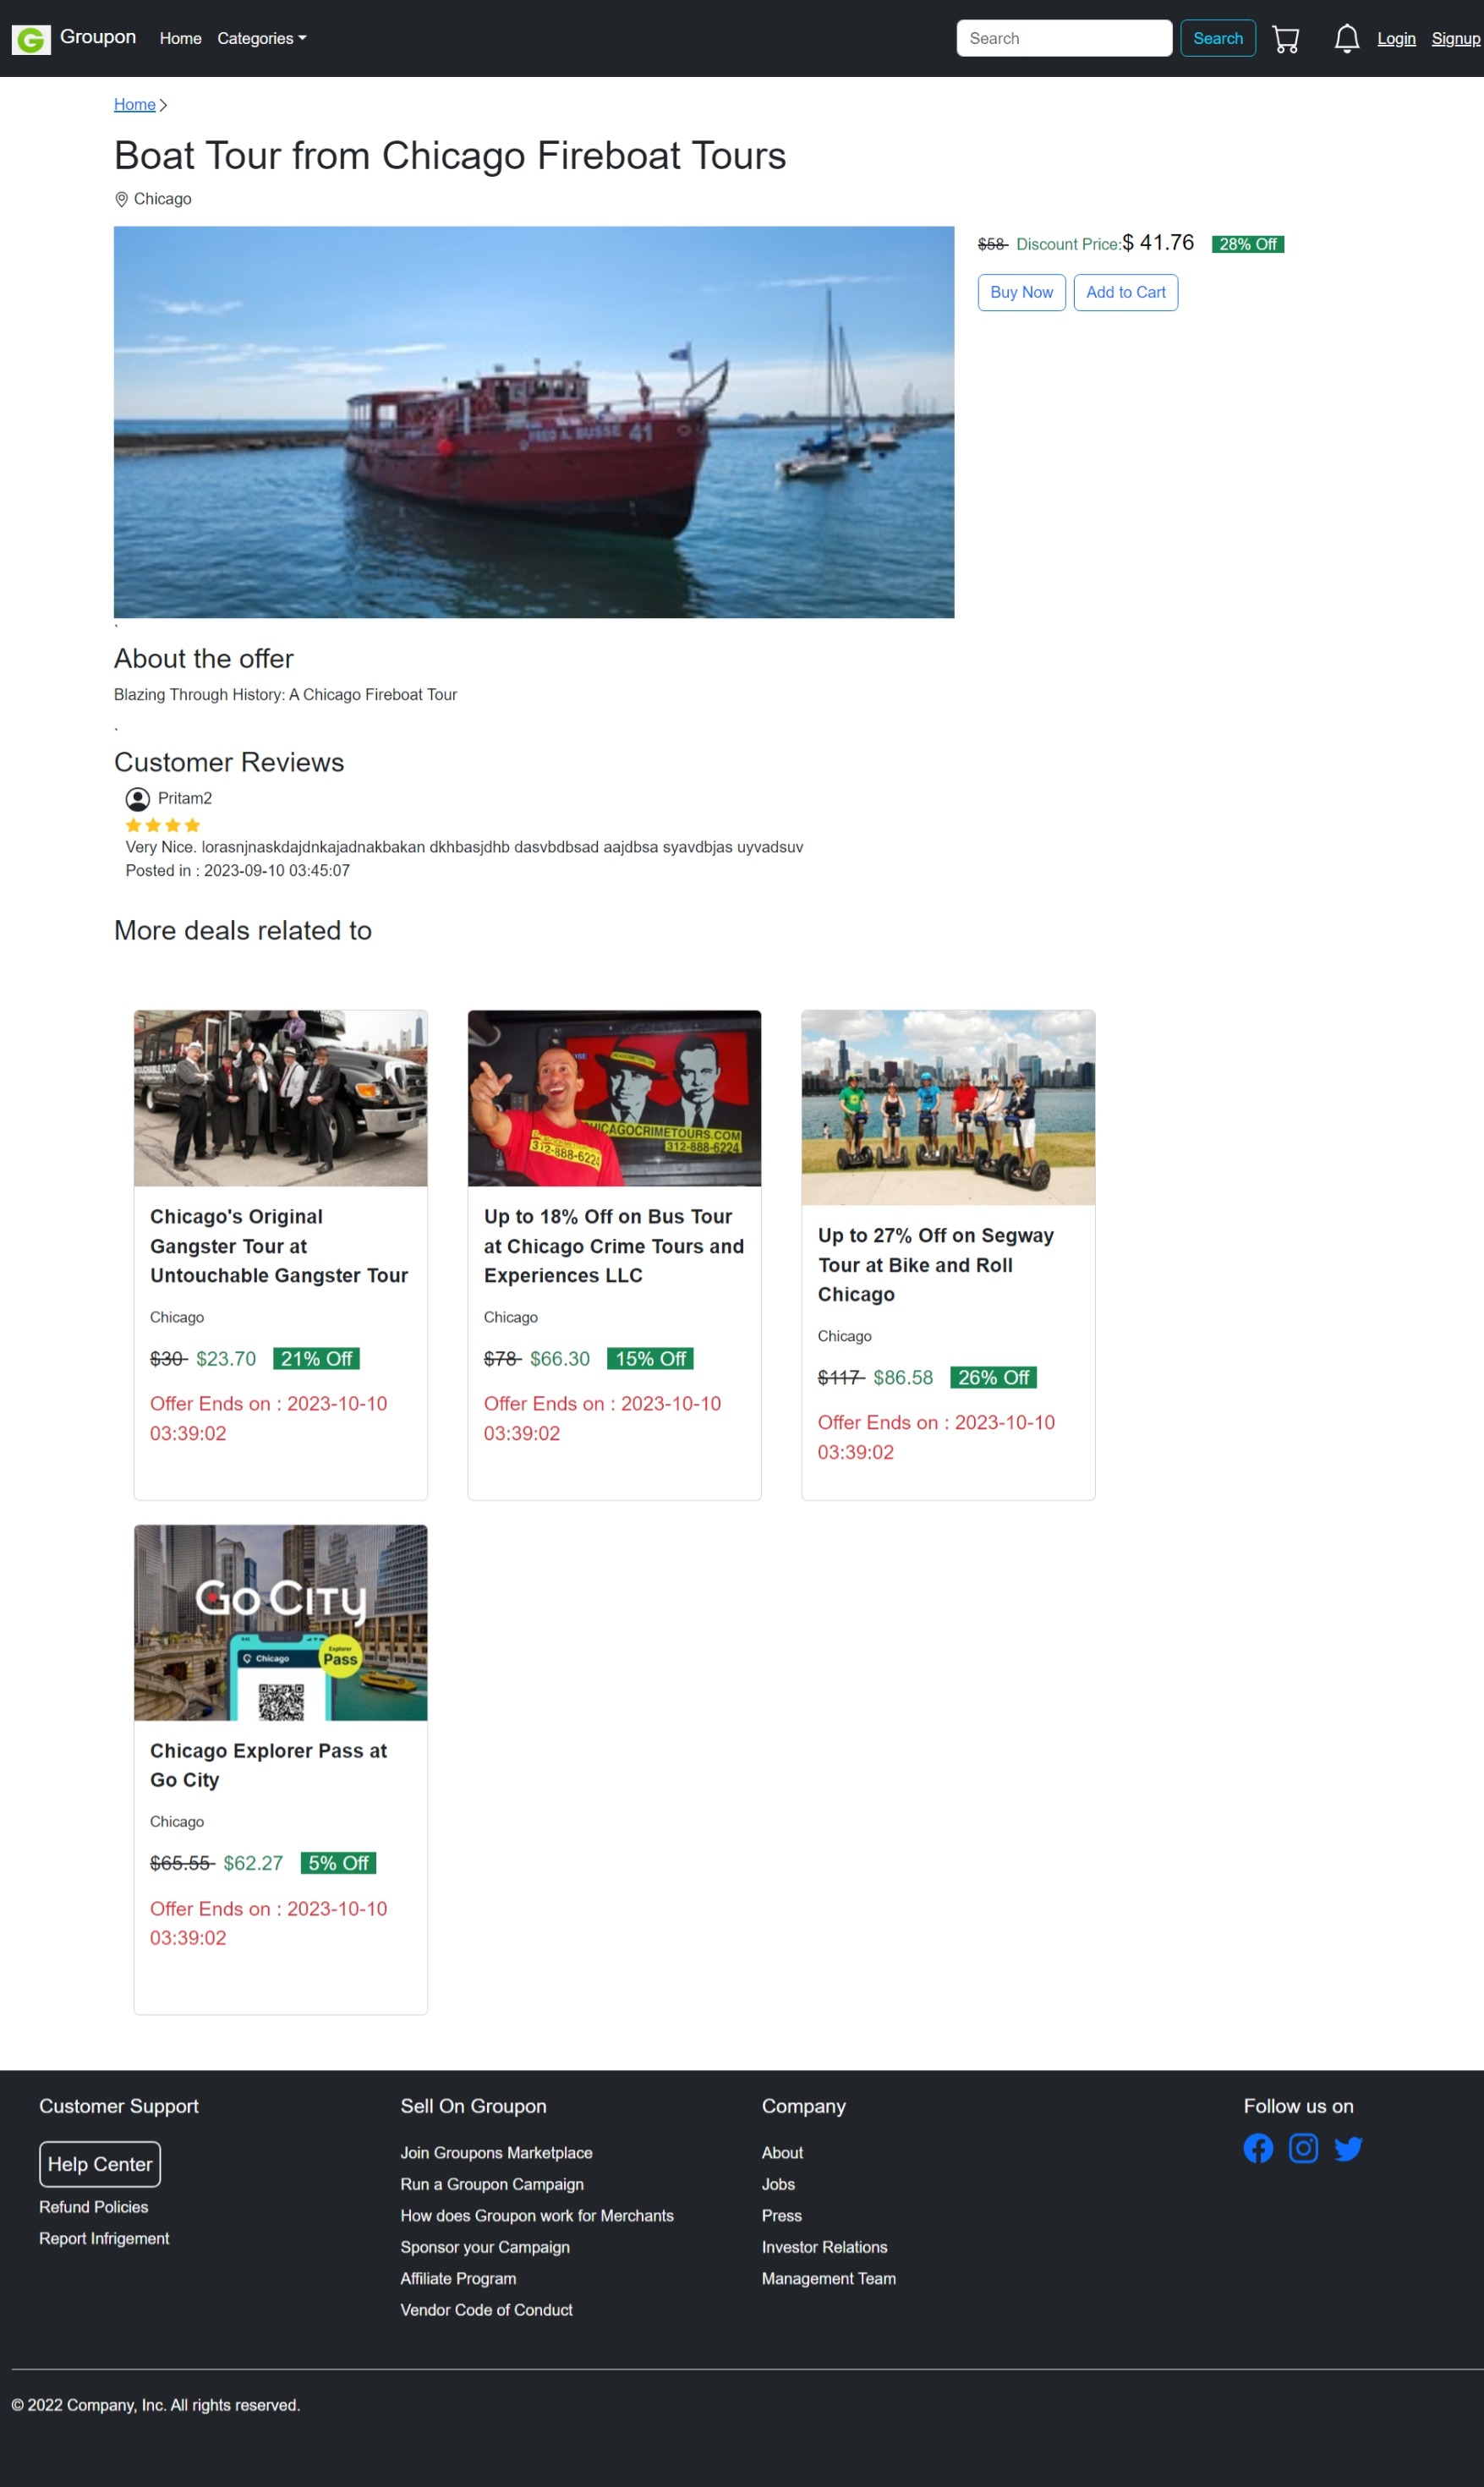 Groupon Home Categories Search Search Login Signup
Home
Boat Tour from Chicago Fireboat Tours
Chicago
$58 Discount Price:$ 41.76 28% Off
Buy Now Add to Cart
FRED A. BUSSE 41
`
About the offer
Blazing Through History: A Chicago Fireboat Tour
`
Customer Reviews
Pritam2
Very Nice. lorasnjnaskdajdnkajadnakbakan dkhbasjdhb dasvbdbsad aajdbsa syavdbjas uyvadsuv
Posted in : 2023-09-10 03:45:07
More deals related to
Chicago's Original
Gangster Tour at
Untouchable Gangster Tour
Chicago
$30 $23.70 21% Off
Offer Ends on : 2023-10-10
03:39:02
CHICAGOCRIMETOURS.COM
312-888-6224
312-888-6224
Up to 18% Off on Bus Tour
at Chicago Crime Tours and
Experiences LLC
Chicago
$78 $66.30 15% Off
Offer Ends on : 2023-10-10
03:39:02
Up to 27% Off on Segway
Tour at Bike and Roll
Chicago
Chicago
$117 $86.58 26% Off
Offer Ends on : 2023-10-10
03:39:02
Go City
Explorer
Pass
Chicago
Chicago Explorer Pass at
Go City
Chicago
$65.55 $62.27 5% Off
Offer Ends on : 2023-10-10
03:39:02
Customer Support
Help Center
Refund Policies
Report Infrigement
Sell On Groupon
Join Groupons Marketplace
Run a Groupon Campaign
How does Groupon work for Merchants
Sponsor your Campaign
Affiliate Program
Vendor Code of Conduct
Company
About
Jobs
Press
Investor Relations
Management Team
Follow us on
© 2022 Company, Inc. All rights reserved.